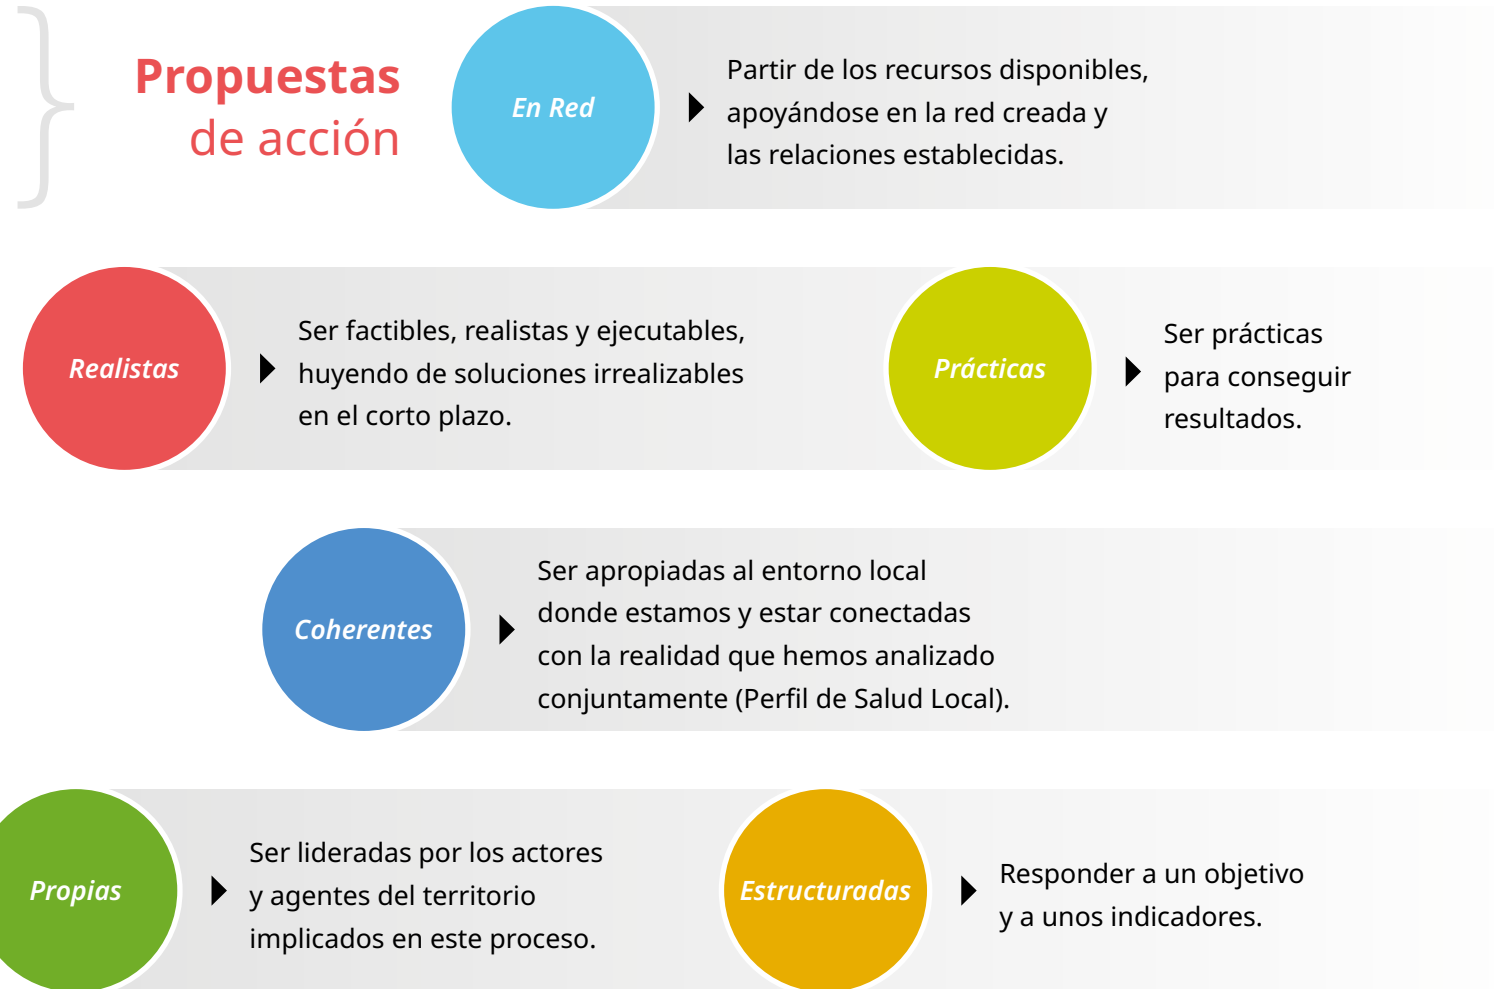 Propuestas
de acción
En Red
Partir de los recursos disponibles,
apoyándose en la red creada y
las relaciones establecidas.
Realistas
Ser factibles, realistas y ejecutables,
huyendo de soluciones irrealizables
en el corto plazo.
Prácticas
Ser prácticas
para conseguir
resultados.
Coherentes
Ser apropiadas al entorno local
donde estamos y estar conectadas
con la realidad que hemos analizado
conjuntamente (Perfil de Salud Local).
Propias
Ser lideradas por los actores
y agentes del territorio
implicados en este proceso.
Estructuradas
Responder a un objetivo
y a unos indicadores.